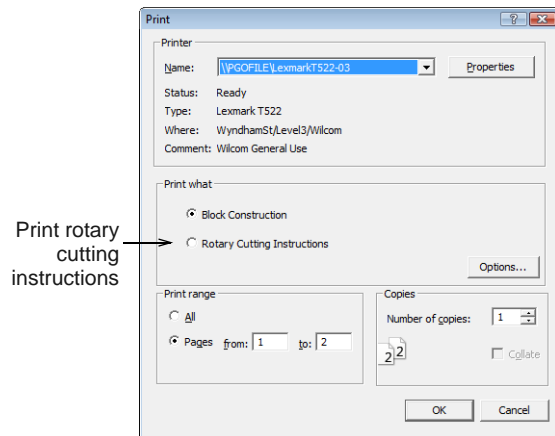 Print
Printer
Name: \\PGOFILE\LexmarkT522-03 Properties
Status: Ready
Type: Lexmark T522
Where: WyndhamSt/Level3/Wilcom
Comment: Wilcom General Use
Print what
Block Construction
Rotary Cutting Instructions
Options...
Print rotary
cutting
instructions
Print range
All
Pages from: 1 to: 2
Copies
Number of copies: 1
2 2
Collate
OK Cancel